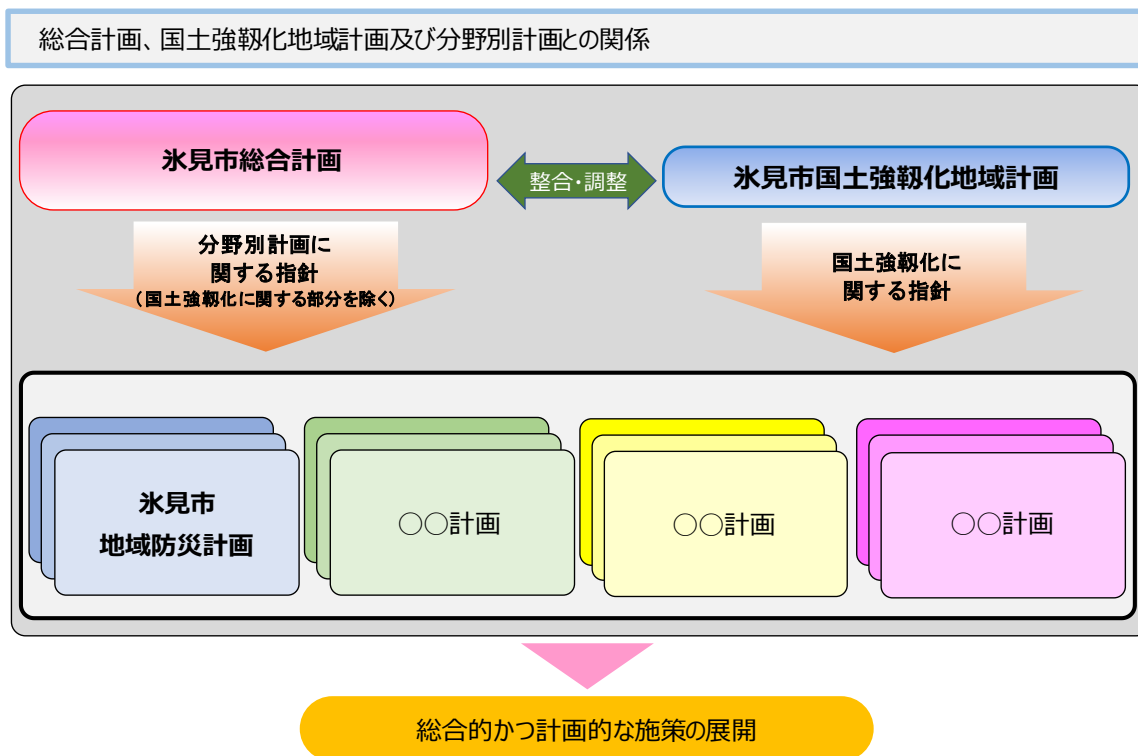 総合計画、国土強靱化地域計画及び分野別計画との関係
氷見市総合計画
整合・調整
氷見市国土強靱化地域計画
分野別計画に
関する指針
（国土強靱化に関する部分を除く）
国土強靱化に
関する指針
氷見市
地域防災計画
○○計画
○○計画
○○計画
総合的かつ計画的な施策の展開